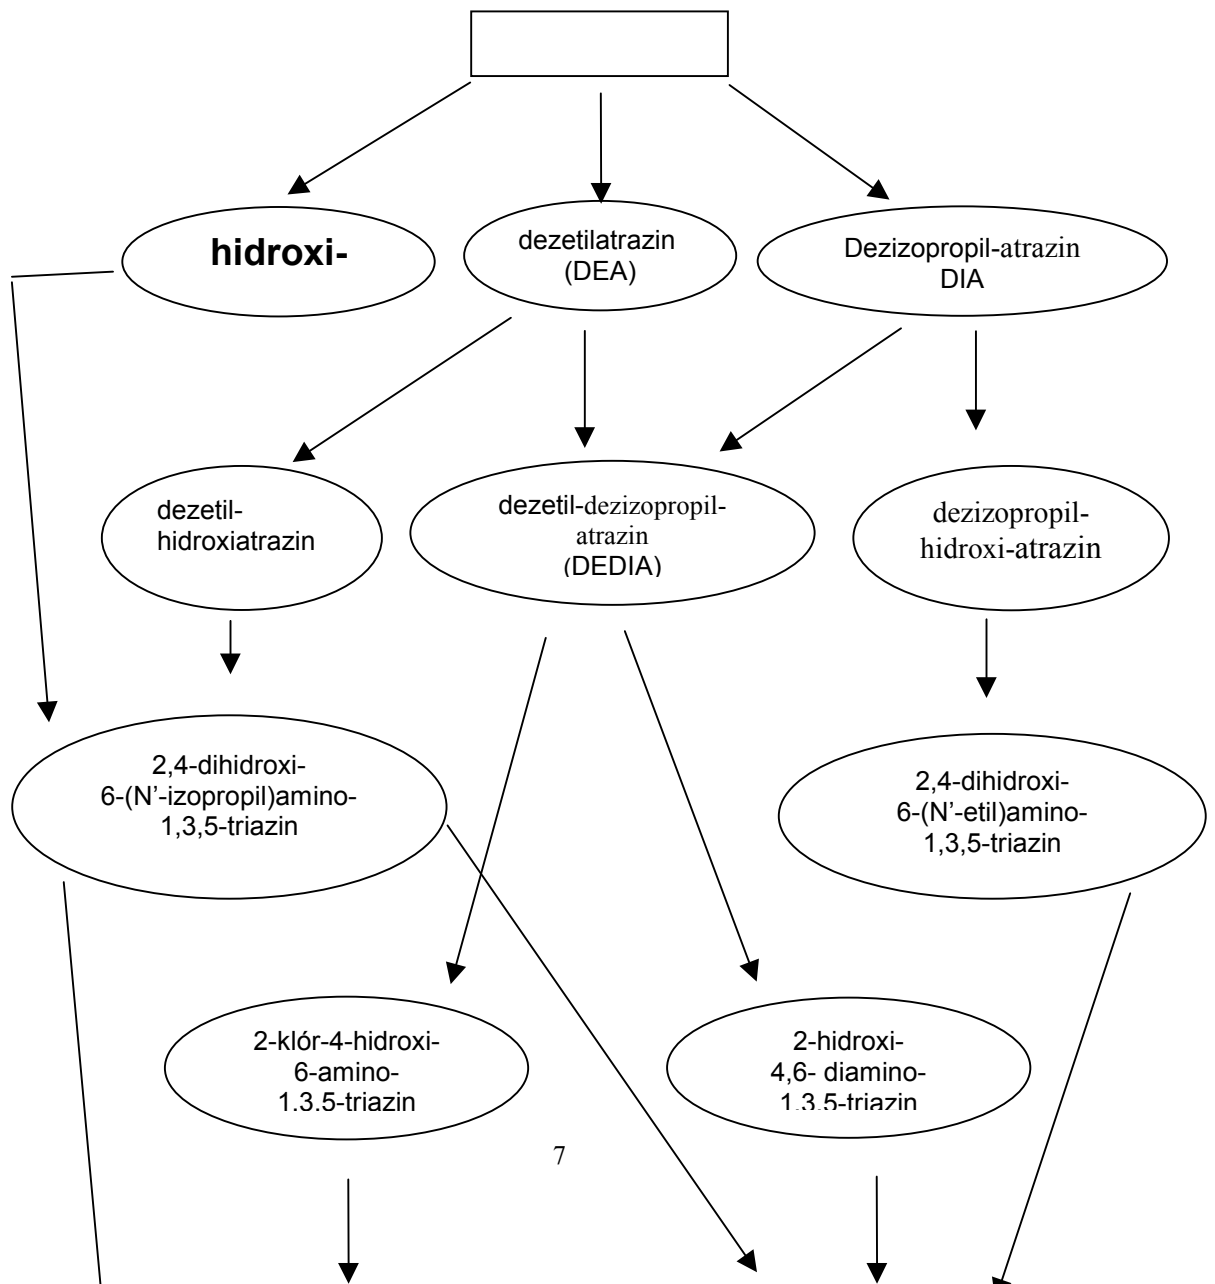 hidroxi-
dezetilatrazin
(DEA)
Dezizopropil-atrazin
DIA
dezetil-
hidroxiatrazin
dezetil-dezizopropil-
atrazin
(DEDIA)
dezizopropil-
hidroxi-atrazin
2,4-dihidroxi-
6-(N’-izopropil)amino-
1,3,5-triazin
2,4-dihidroxi-
6-(N’-etil)amino-
1,3,5-triazin
2-klór-4-hidroxi-
6-amino-
1,3,5-triazin
2-hidroxi-
4,6- diamino-
1,3,5-triazin
7